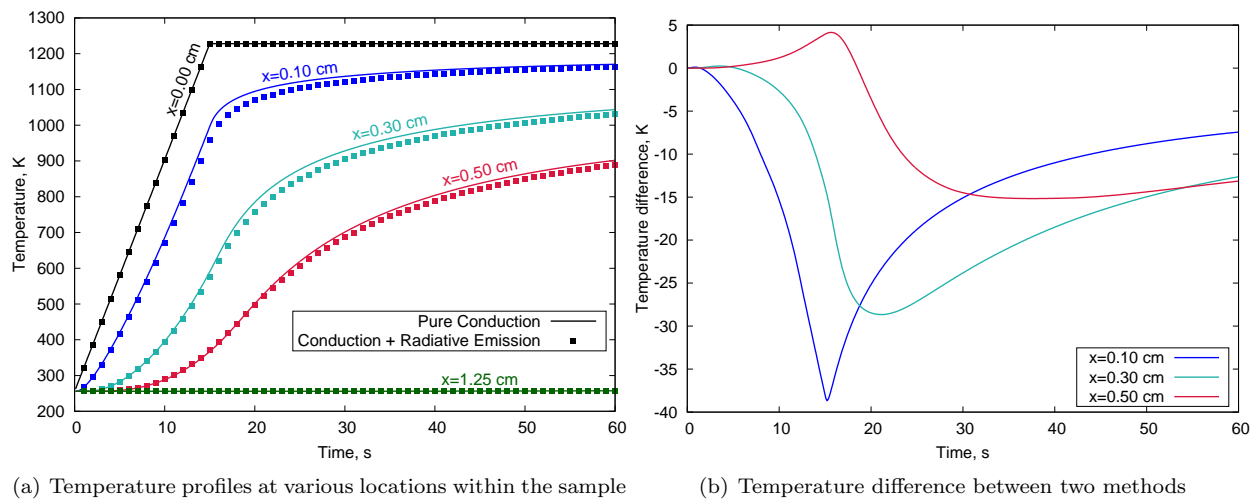 1300
1200
1100
1000
900
800
700
600
500
400
300
200
0
10
20
30
40
50
60
Temperature, K
Time, s
x=0.00 cm
x=0.10 cm
x=0.30 cm
x=0.50 cm
Pure Conduction
Conduction + Radiative Emission
x=1.25 cm
(a) Temperature profiles at various locations within the sample
5
0
-5
-10
-15
-20
-25
-30
-35
-40
0
10
20
30
40
50
60
Temperature difference, K
Time, s
x=0.10 cm
x=0.30 cm
x=0.50 cm
(b) Temperature difference between two methods